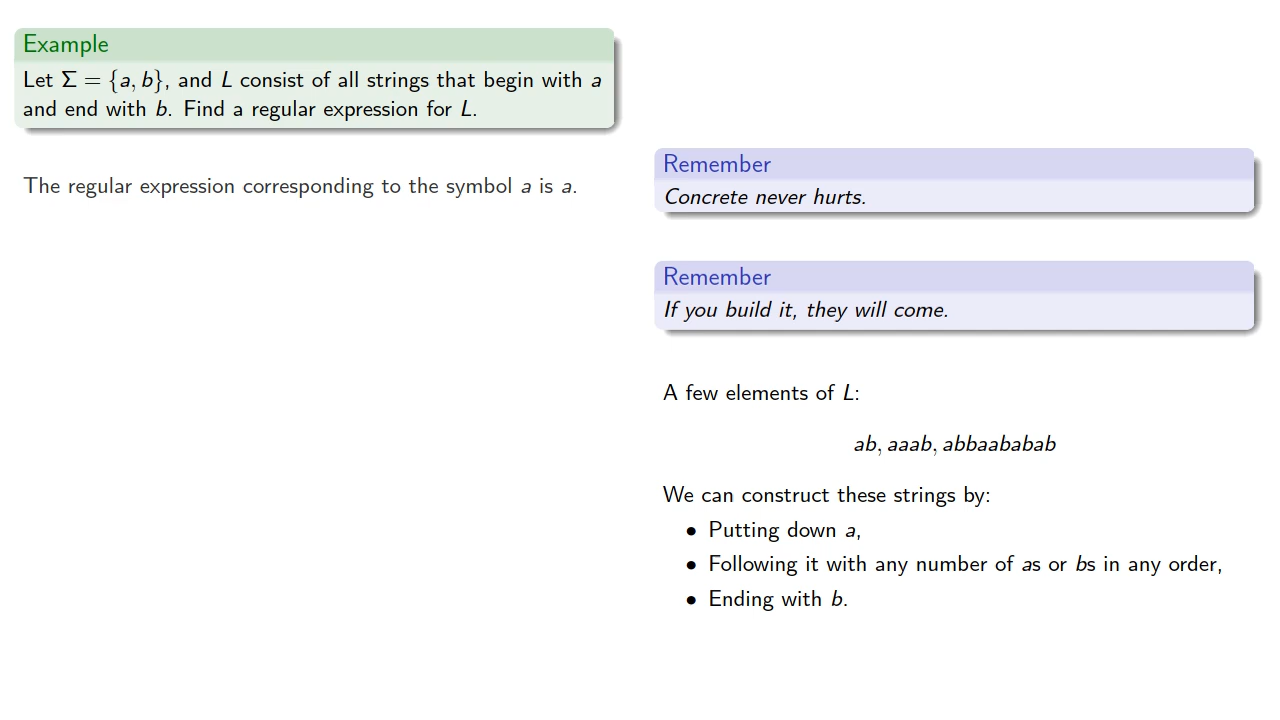 Example
Let Σ = {a, b}, and L consist of all strings that begin with a
and end with b. Find a regular expression for L.
The regular expression corresponding to the symbol a is a.
Remember
Concrete never hurts.
Remember
If you build it, they will come.
A few elements of L:
ab, aaab, abbaababab
We can construct these strings by:
• Putting down a,
• Following it with any number of as or bs in any order,
• Ending with b.